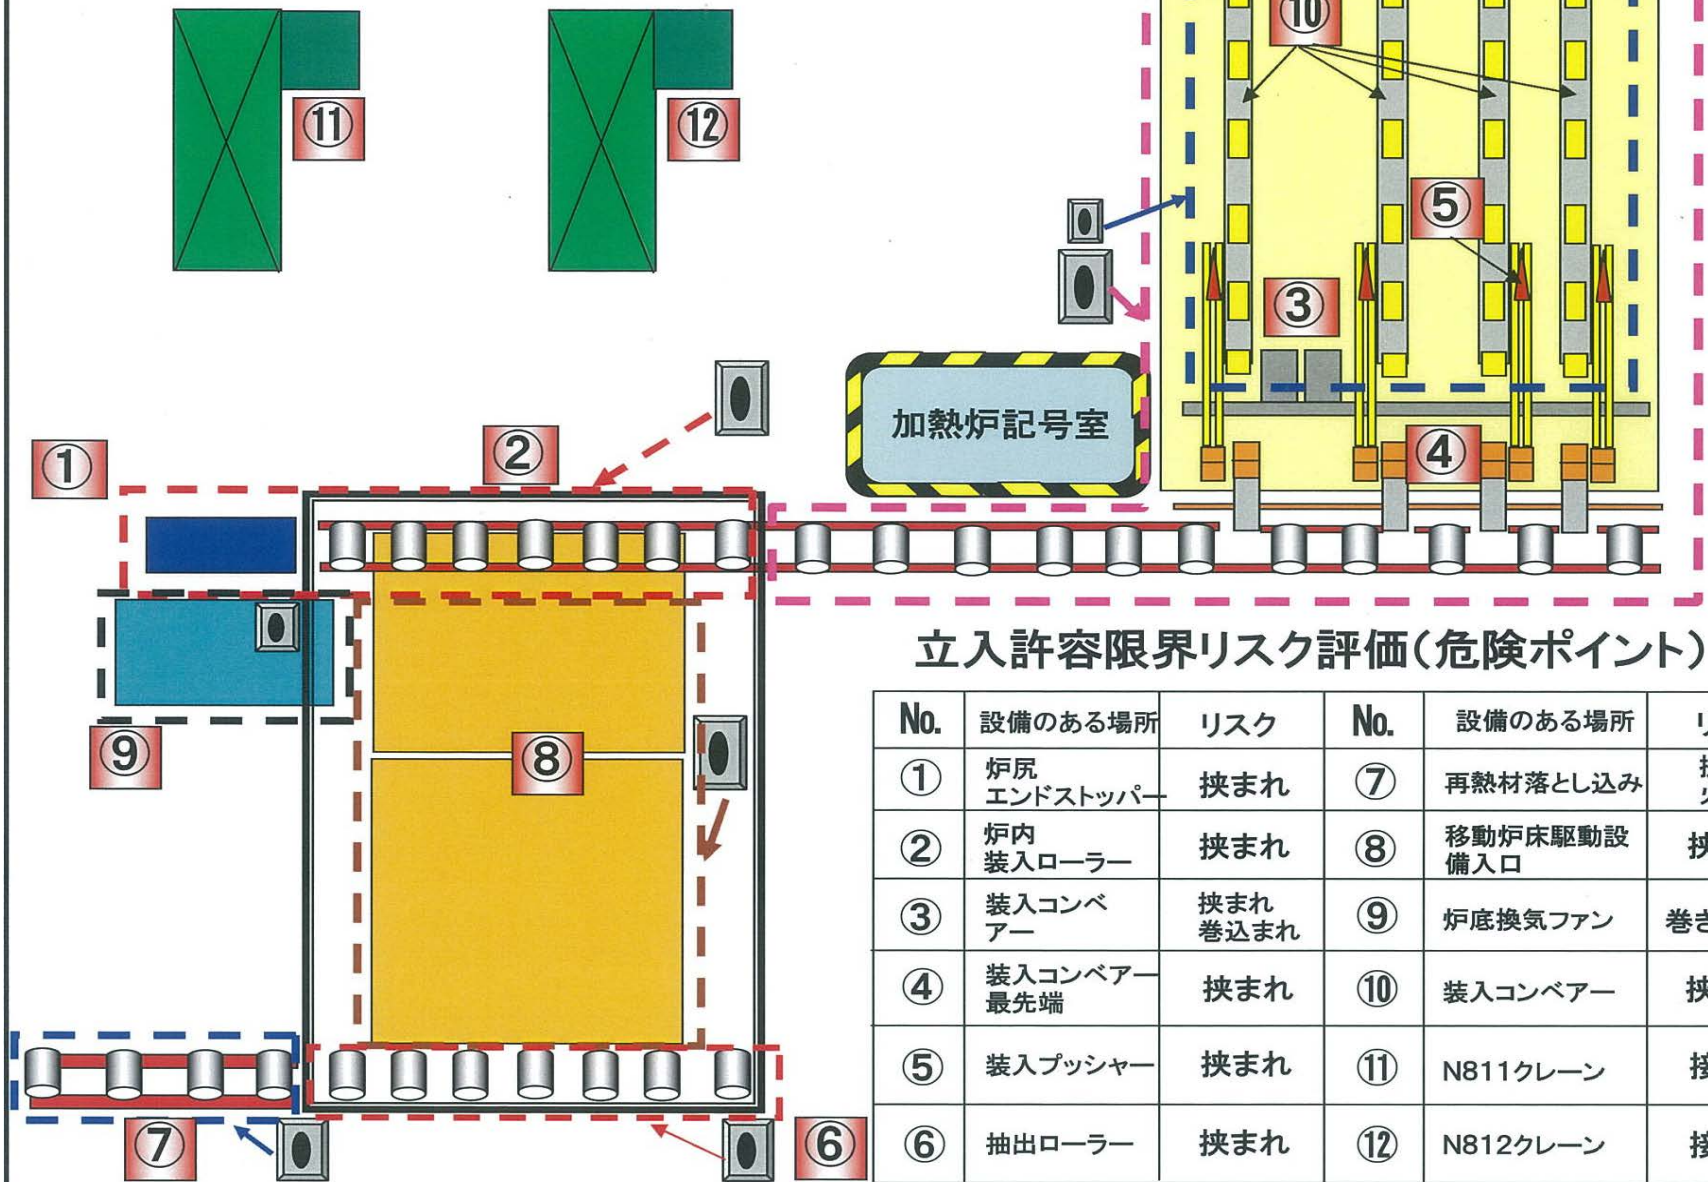 ⑩
⑪
⑫
⑤
③
加熱炉記号室
④
①
②
立入許容限界リスク評価(危険ポイント)
⑨
⑧
No. 設備のある場所 リスク No. 設備のある場所
① 炉尻 挟まれ ⑦ 再熱材落とし込み
エンドストッパー
② 炉内 挟まれ ⑧ 移動炉床駆動設
装入ローラー 備入口
③ 装入コンベ 挟まれ ⑨ 炉底換気ファン
アー 巻込まれ
④ 装入コンベアー 挟まれ ⑩ 装入コンベアー
最先端
⑤ 装入プッシャー 挟まれ ⑪ N811クレーン
⑥ 抽出ローラー 挟まれ ⑫ N812クレーン
⑦
⑥